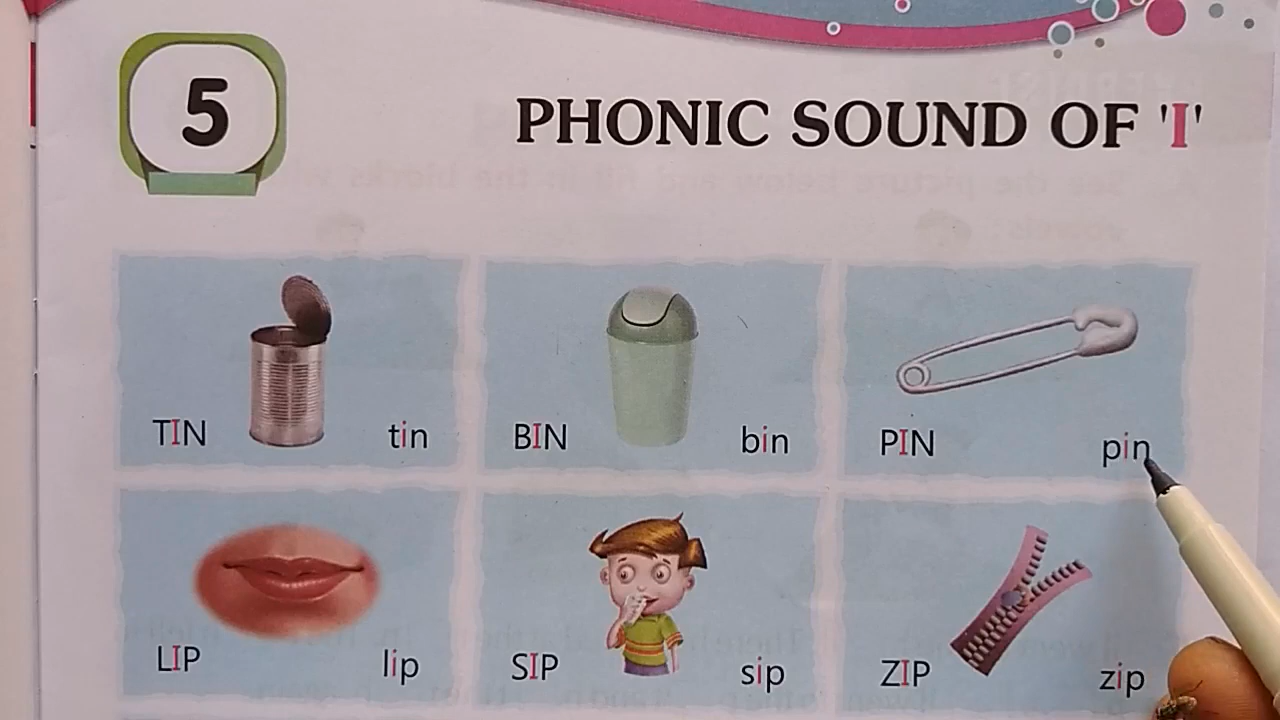 5
PHONIC SOUND OF 'I'
TIN tin
BIN bin
PIN pin
LIP lip
SIP sip
ZIP zip